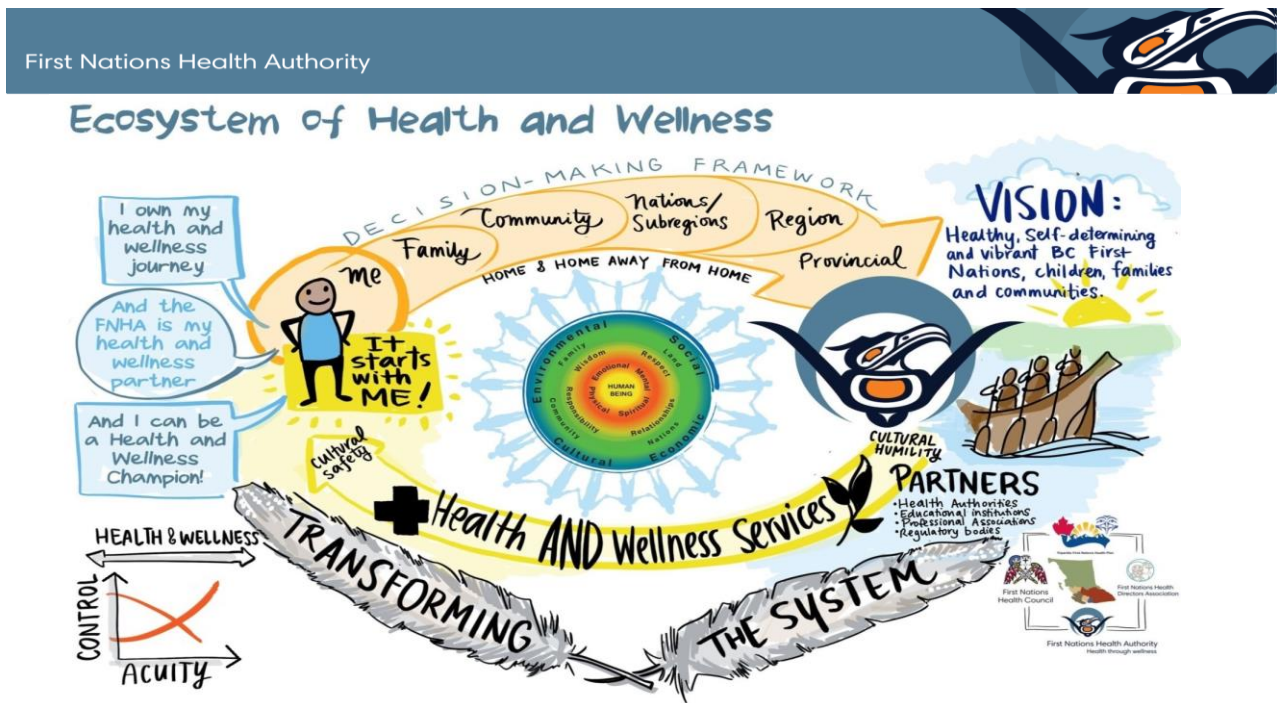 First Nations Health Authority
Ecosystem of Health and Wellness
DECISION-MAKING FRAMEWORK
Me
Family
Community
Nations/
Subregions
Region
Provincial
HOME & HOME AWAY FROM HOME
I own my
health and
wellness
journey
And the
FNHA is my
health and
wellness
partner
And I can be
a Health and
Wellness
Champion!
It
starts
with
ME!
Environmental
Social
Economic
Cultural
Family
Land
Nations
Community
Wisdom
Respect
Relationships
Responsibility
Emotional
Mental
Spiritual
Physical
HUMAN
BEING
VISION:
Healthy, Self-determining
and vibrant BC First
Nations, children, families
and communities.
Cultural
safety
CULTURAL
HUMILITY
Health AND Wellness Services
PARTNERS
• Health Authorities
• Educational institutions
• Professional Associations
• Regulatory bodies
HEALTH & WELLNESS
CONTROL
ACUITY
TRANSFORMING
THE SYSTEM
First Nations
Health Council
First Nations Health
Directors Association
First Nations Health Authority
Health through wellness